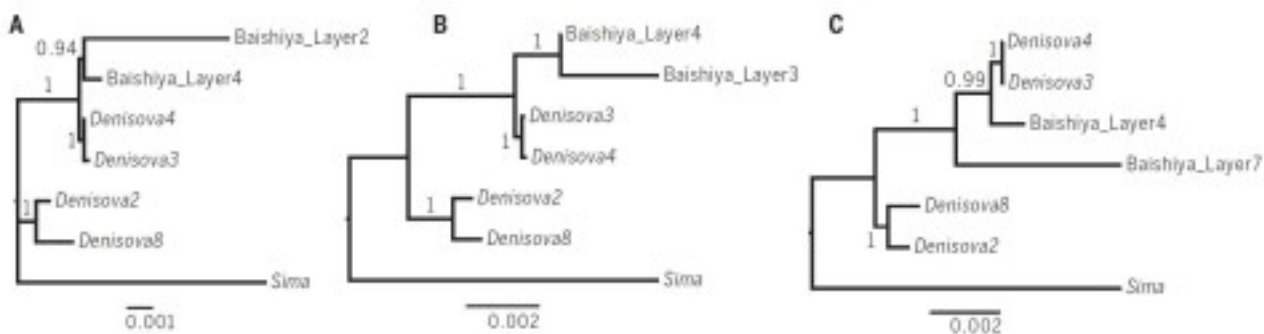 A
Baishiya_Layer2
0.94
Baishiya_Layer4
1
Denisova4
1
Denisova3
Denisova2
1
Denisova8
Sima
0.001
B
Baishiya_Layer4
1
Baishiya_Layer3
1
Denisova3
1
Denisova4
Denisova2
1
Denisova8
Sima
0.002
C
Denisova4
1
Denisova3
0.99
Baishiya_Layer4
1
Baishiya_Layer7
Denisova8
1
Denisova2
Sima
0.002